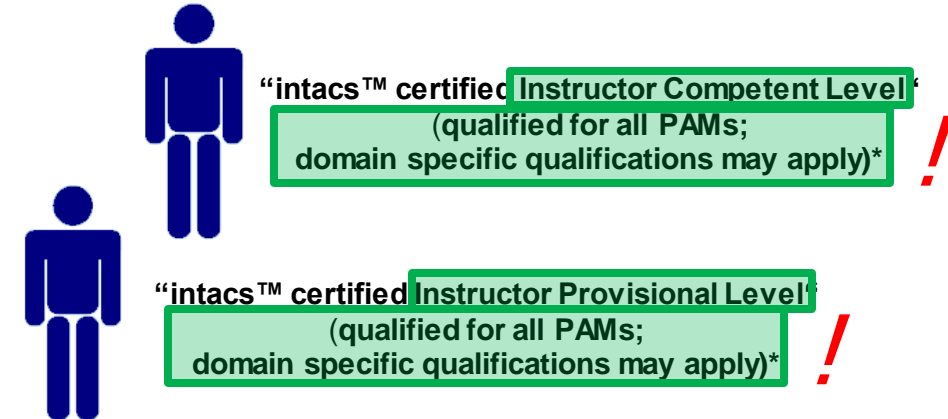 “intacs™ certified Instructor Competent Level“
(qualified for all PAMs;
domain specific qualifications may apply)*
!
“intacs™ certified Instructor Provisional Level“
(qualified for all PAMs;
domain specific qualifications may apply)*
!